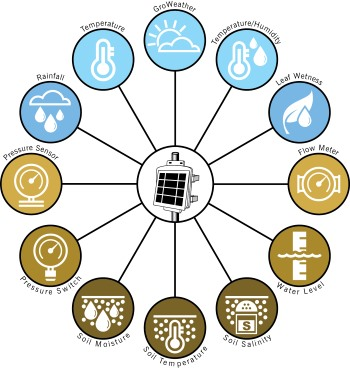 GroWeather
Temperature/Humidity
Leaf Wetness
Flow Meter
Water Level
Soil Salinity
S
Soil Temperature
Soil Moisture
Pressure Switch
Pressure Sensor
Rainfall
Temperature